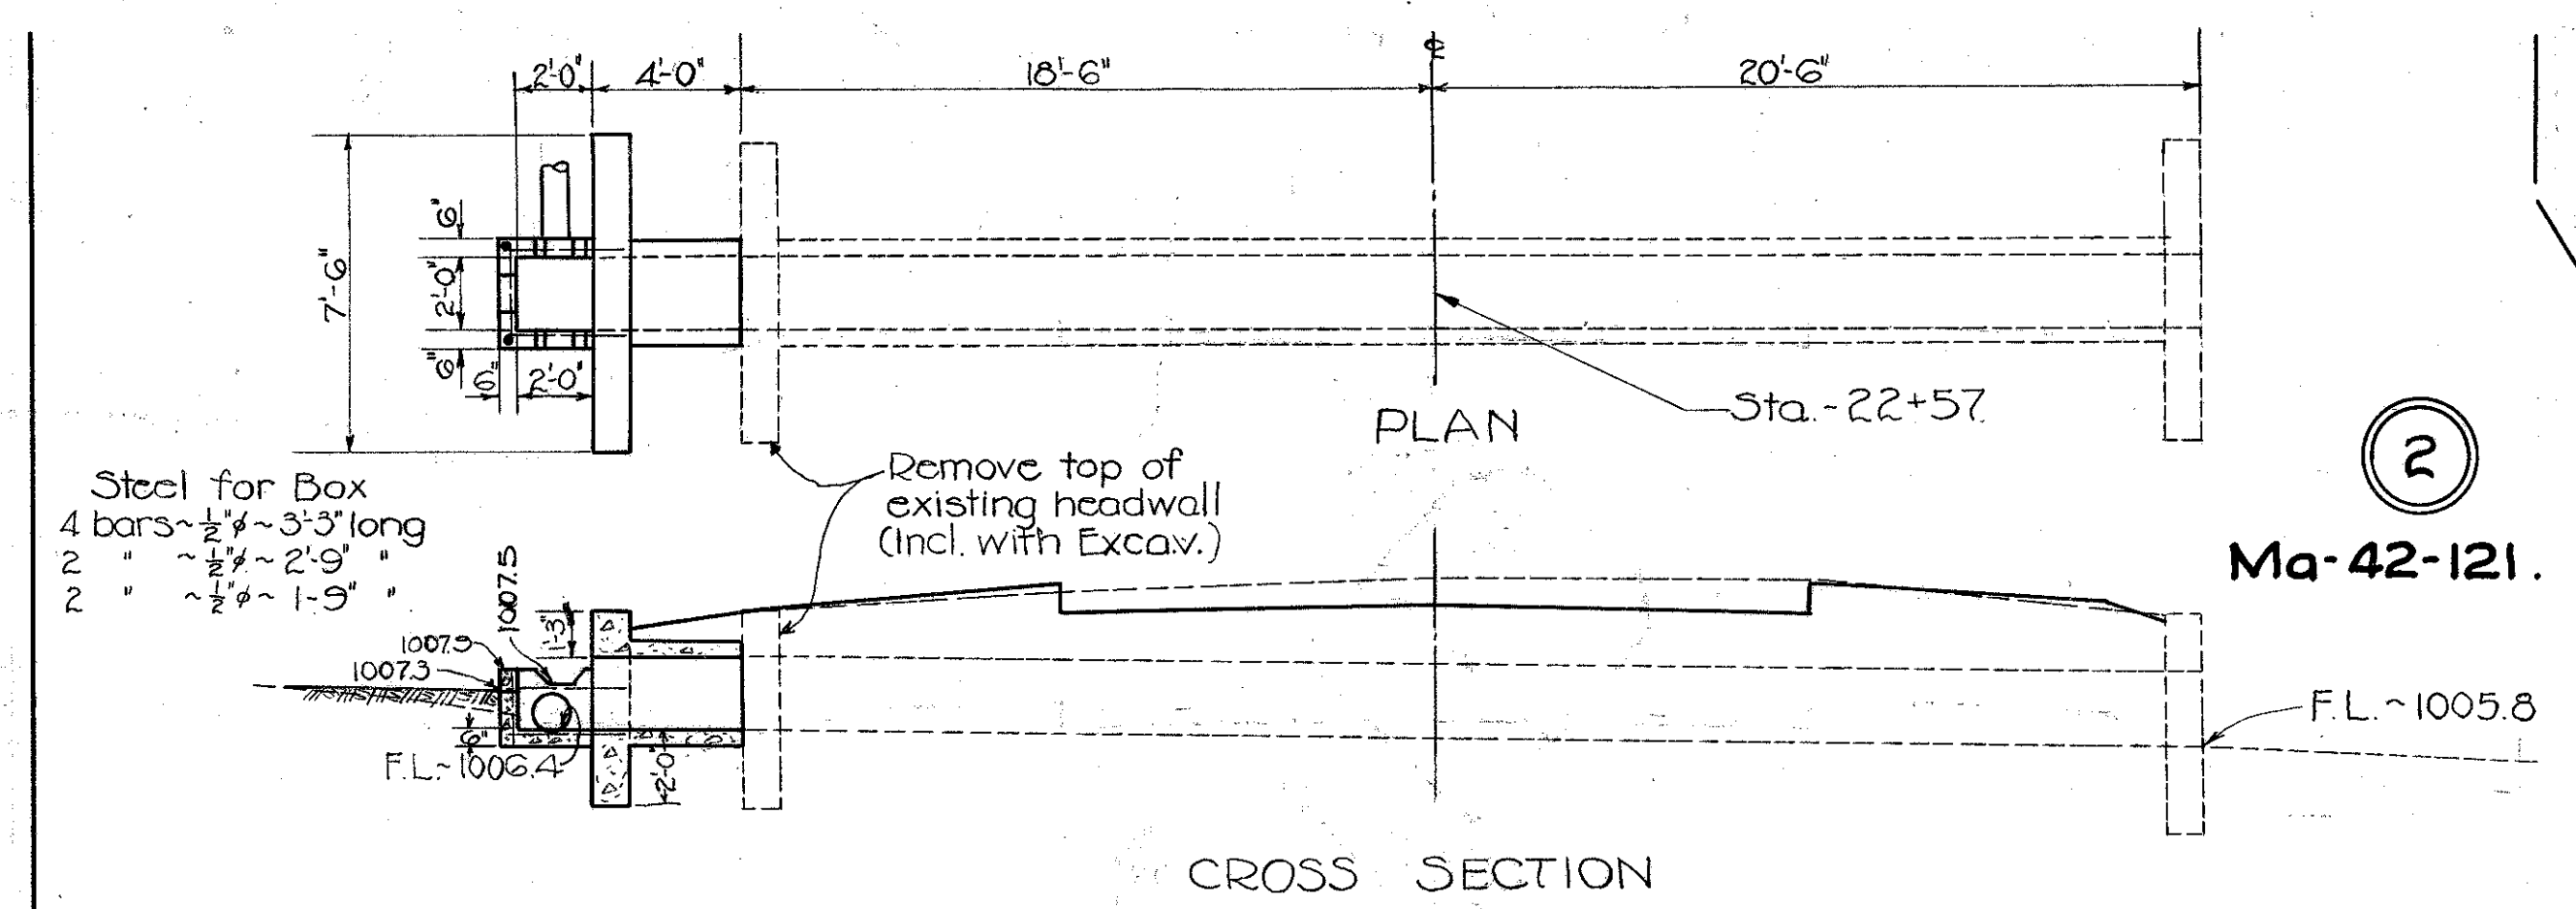 ℄
2'-0" 4'-0" 18'-6" 20'-6"
6"
7'-6"
2'-0"
6"
6" 2'-0"
Sta.-22+57.
PLAN
2
Ma-42-121.
Remove top of
existing headwall
(Incl. with Excav.)
Steel for Box
4 bars~½"ϕ~3'-3" long
2 " ~½"ϕ~2'-9" "
2 " ~½"ϕ~1-9" "
1007.5
1'-3"
1007.9
1007.3
6"
F.L.~1006.4
2'-0"
F.L.~1005.8
CROSS SECTION